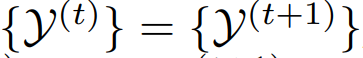 {𝒴^(t)} = {𝒴^(t+1)}